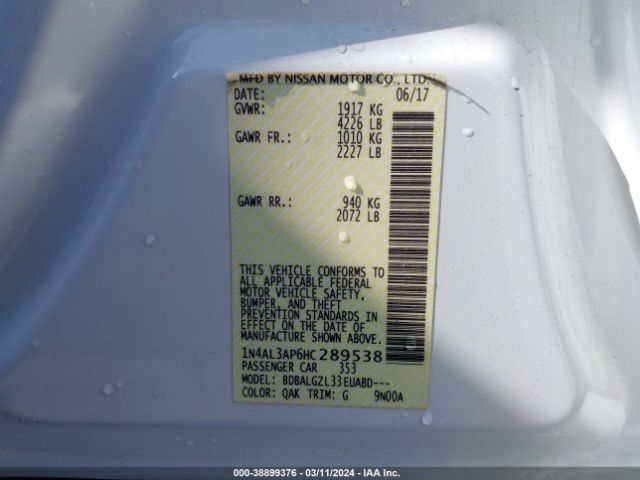 MFD BY NISSAN MOTOR CO., LTD.
DATE: 06/17
GVWR: 1917 KG
4226 LB
GAWR FR.: 1010 KG
2227 LB
GAWR RR.: 940 KG
2072 LB
THIS VEHICLE CONFORMS TO
ALL APPLICABLE FEDERAL
MOTOR VEHICLE SAFETY,
BUMPER, AND THEFT
PREVENTION STANDARDS IN
EFFECT ON THE DATE OF
MANUFACTURE SHOWN ABOVE.
1N4AL3AP6HC289538
PASSENGER CAR 353
MODEL: BDBALGZL33EUABD---
COLOR: QAK TRIM: G 9N00A
000-38899376 - 03/11/2024 - IAA Inc.